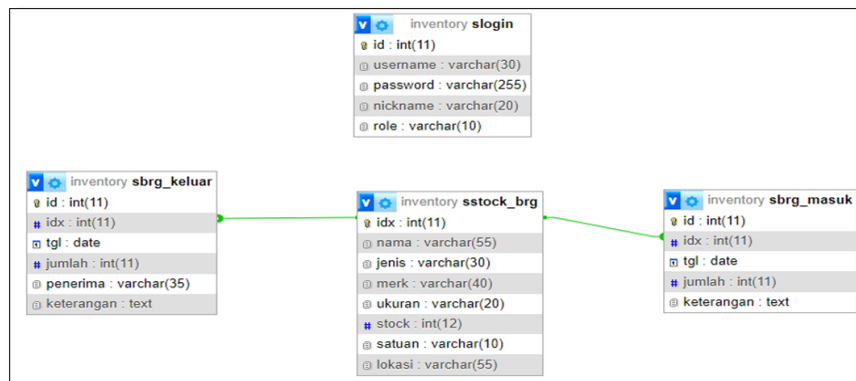 inventory slogin
id : int(11)
username : varchar(30)
password : varchar(255)
nickname : varchar(20)
role : varchar(10)
inventory sbrg_keluar
id : int(11)
# idx : int(11)
tgl : date
# jumlah : int(11)
penerima : varchar(35)
keterangan : text
inventory sstock_brg
idx : int(11)
nama : varchar(55)
jenis : varchar(30)
merk : varchar(40)
ukuran : varchar(20)
# stock : int(12)
satuan : varchar(10)
lokasi : varchar(55)
inventory sbrg_masuk
id : int(11)
# idx : int(11)
tgl : date
# jumlah : int(11)
keterangan : text